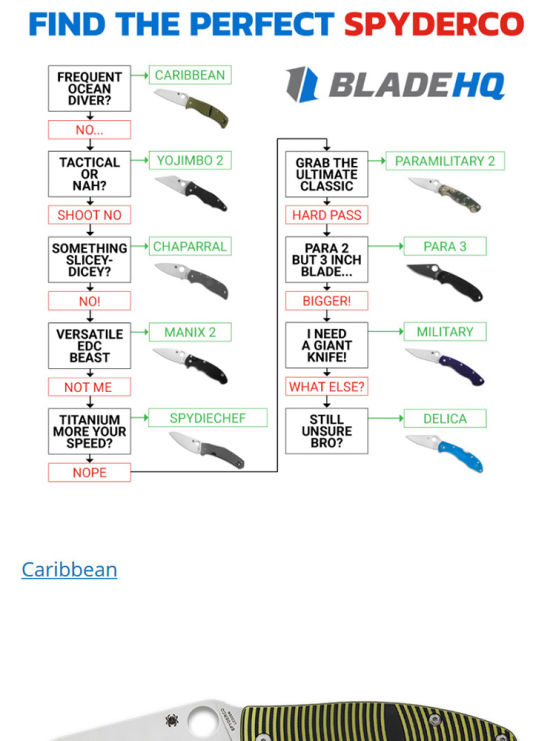 FIND THE PERFECT SPYDERCO
BLADEHQ
FREQUENT
OCEAN
DIVER?
CARIBBEAN
NO...
TACTICAL
OR
NAH?
YOJIMBO 2
SHOOT NO
SOMETHING
SLICEY-
DICEY?
CHAPARRAL
NO!
VERSATILE
EDC
BEAST
MANIX 2
NOT ME
TITANIUM
MORE YOUR
SPEED?
SPYDIECHEF
NOPE
GRAB THE
ULTIMATE
CLASSIC
PARAMILITARY 2
HARD PASS
PARA 2
BUT 3 INCH
BLADE...
PARA 3
BIGGER!
I NEED
A GIANT
KNIFE!
MILITARY
WHAT ELSE?
STILL
UNSURE
BRO?
DELICA
Caribbean